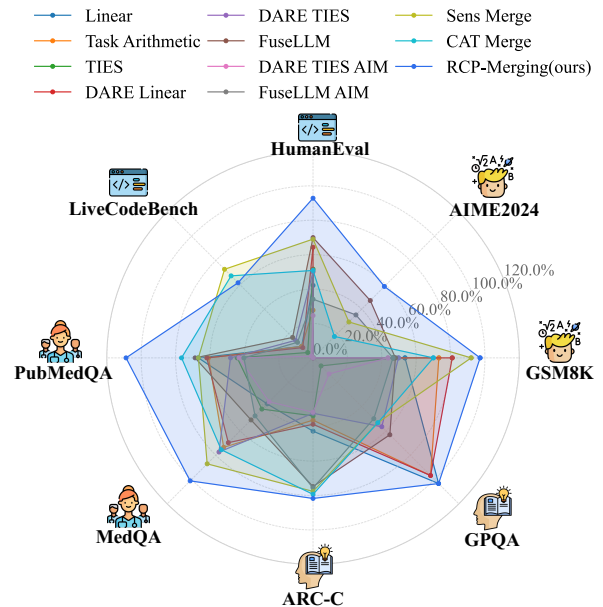 Linear
Task Arithmetic
TIES
DARE Linear
DARE TIES
FuseLLM
DARE TIES AIM
FuseLLM AIM
Sens Merge
CAT Merge
RCP-Merging(ours)
</>
HumanEval
</>
LiveCodeBench
√2 A
B
AIME2024
120.0%
100.0%
80.0%
60.0%
40.0%
20.0%
0.0%
PubMedQA
√2 A
B
GSM8K
MedQA
GPQA
ARC-C